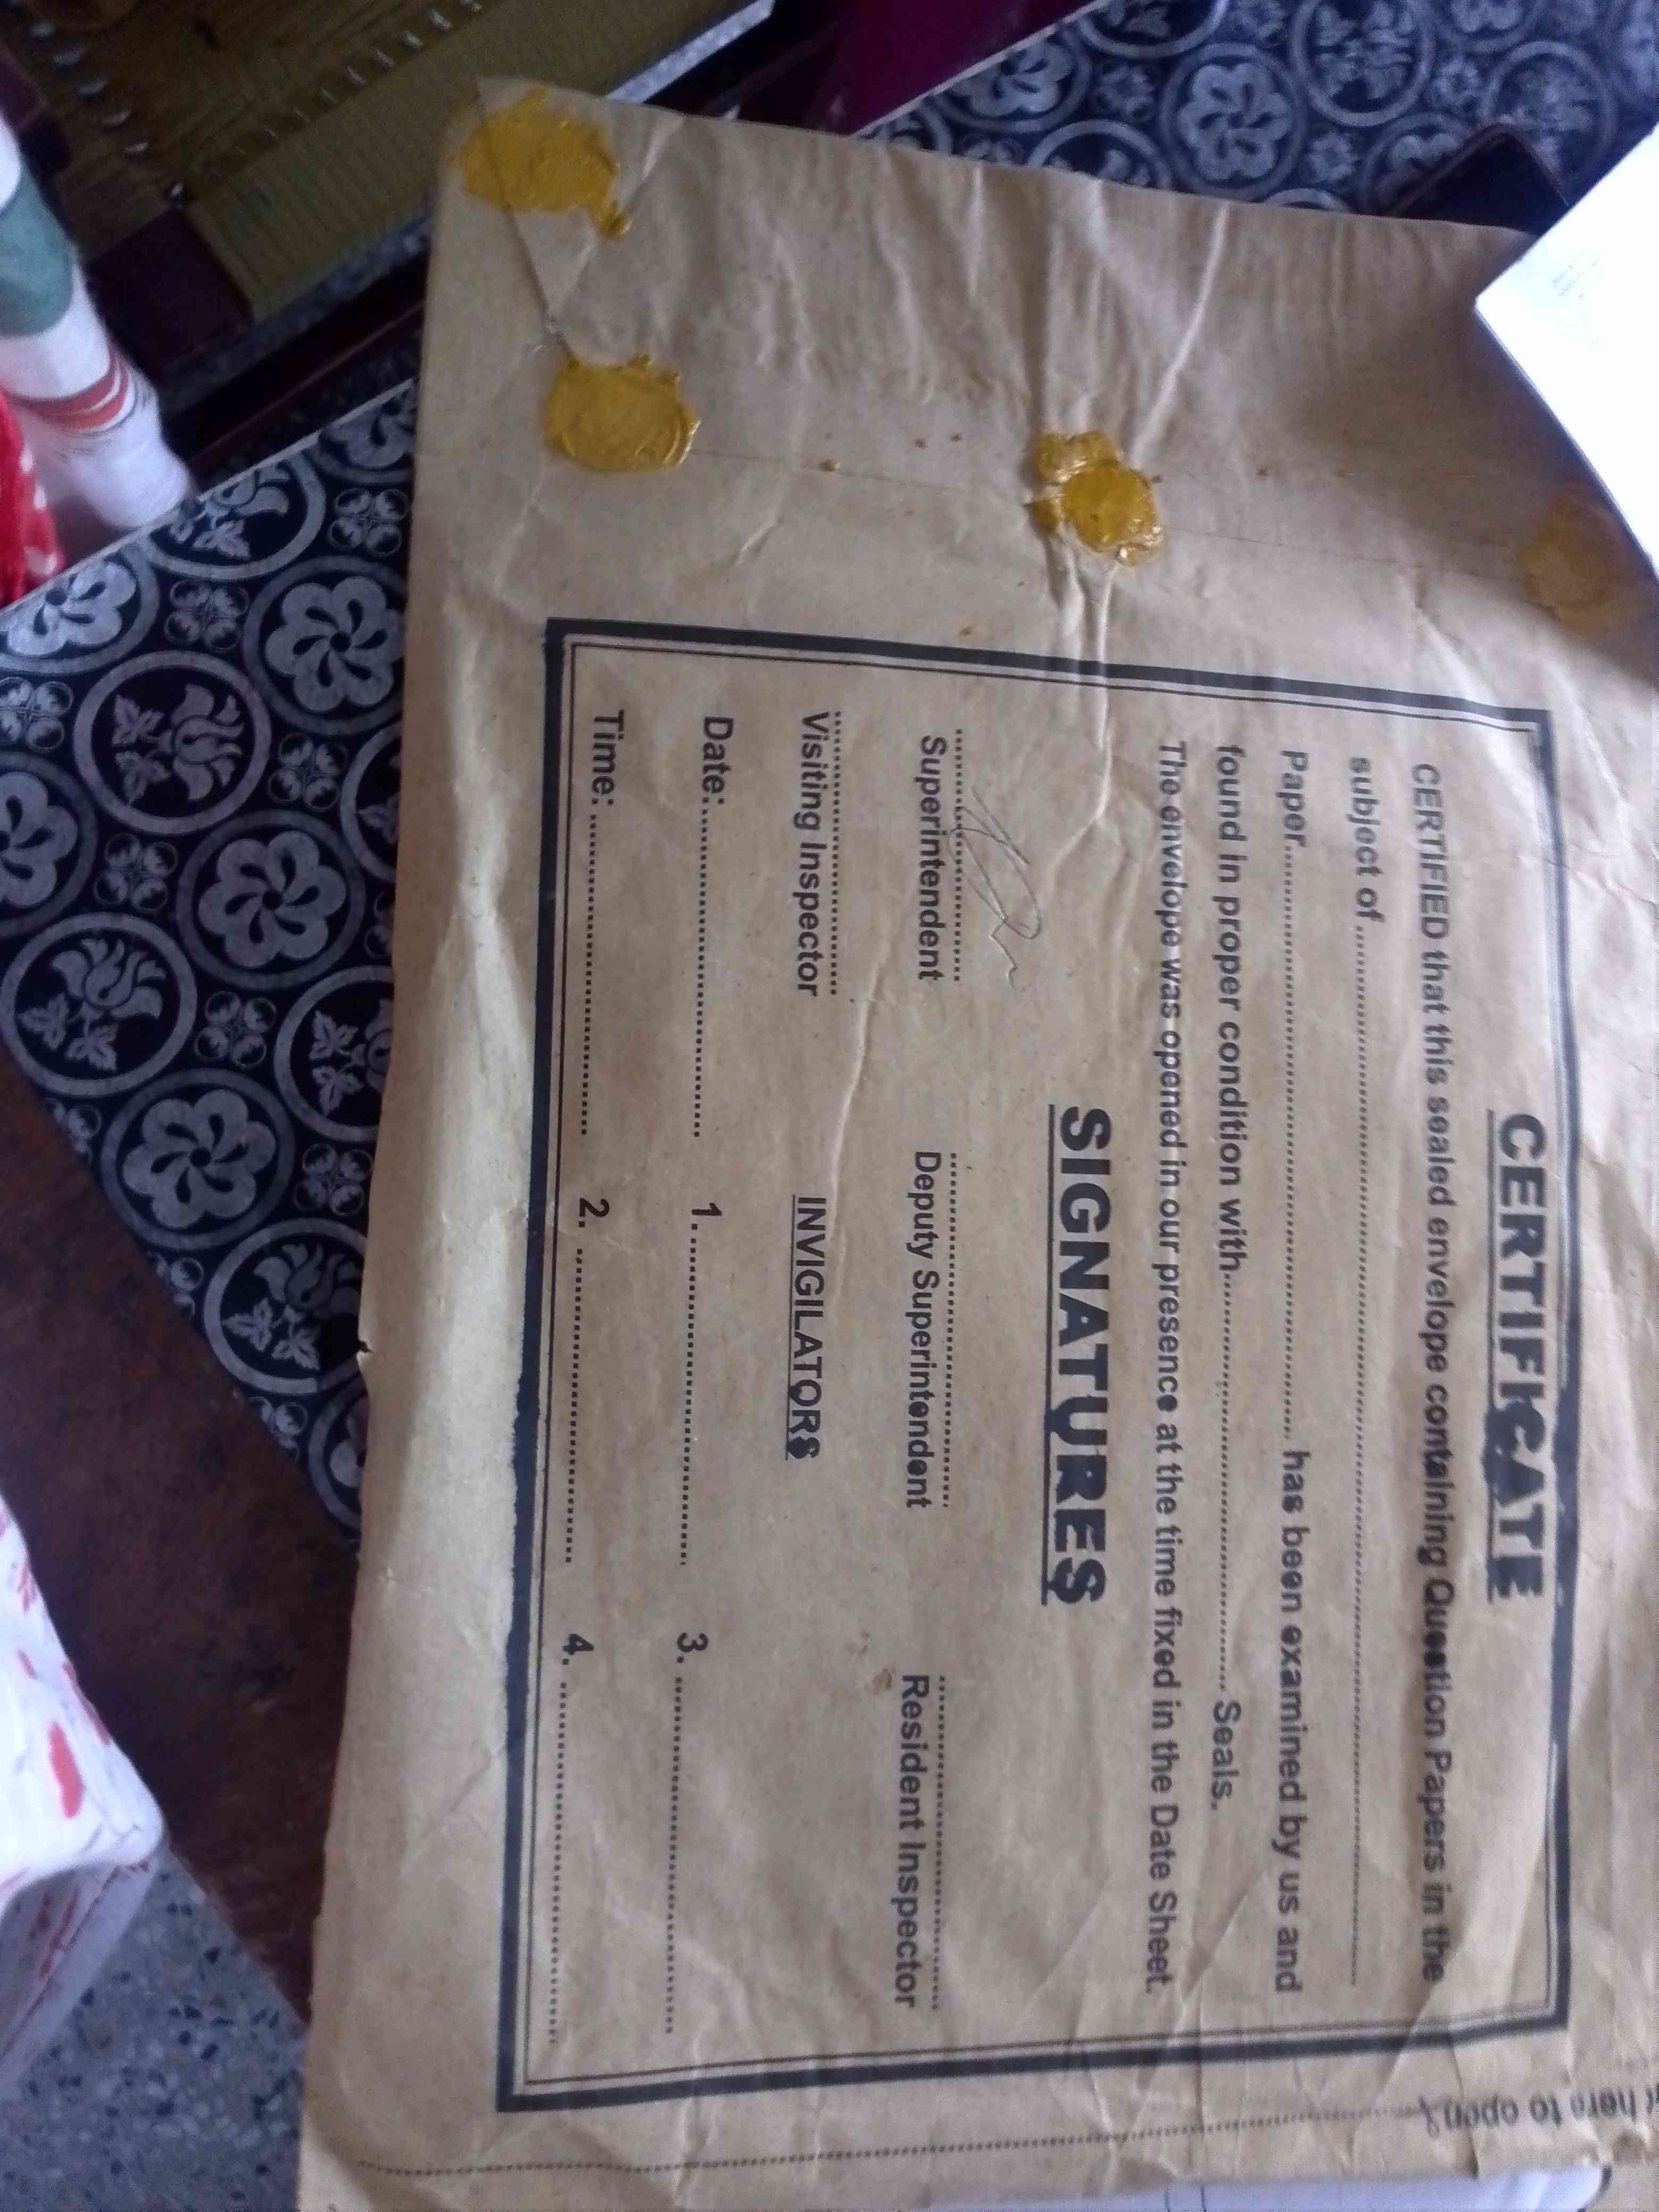 CERTIFICATE
CERTIFIED that this sealed envelope containing Question Papers in the
subject of ................................................................
Paper................................................ has been examined by us and
found in proper condition with................................ Seals.
The envelope was opened in our presence at the time fixed in the Date Sheet.
SIGNATURES
Superintendent Deputy Superintendent Resident Inspector
Visiting Inspector INVIGILATORS
Date:.............................. 1.............................. 3. ..............................
Time: .............................. 2. .............................. 4. ..............................
here to open